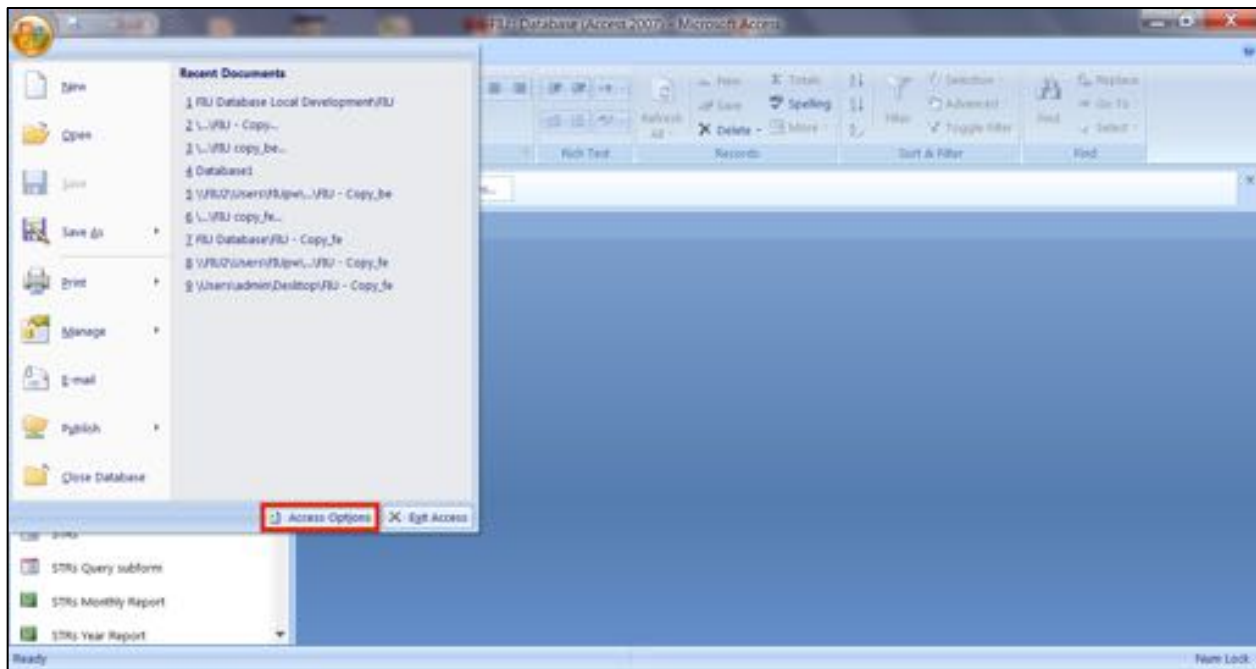 FIU Database (Access 2007) - Microsoft Access
New
Open
Save
Save As
Print
Manage
E-mail
Publish
Close Database
Recent Documents
1 FIU Database Local Development\FIU
2 \...\FIU - Copy...
3 \...\FIU copy_be...
4 Database1
5 \\FIU2\Users\FIUpw\...\FIU - Copy_be
6 \...\FIU copy_fe...
7 FIU Database\FIU - Copy_fe
8 \\FIU2\Users\FIUpw\...\FIU - Copy_fe
9 \Users\admin\Desktop\FIU - Copy_fe
Access Options
Exit Access
Rich Text
Refresh
All
New
Save
Delete
Totals
Spelling
More
Records
Filter
Selection
Advanced
Toggle Filter
Sort & Filter
Find
Replace
Go To
Select
Find
STRs
STRs Query subform
STRs Monthly Report
STRs Year Report
Ready
Num Lock